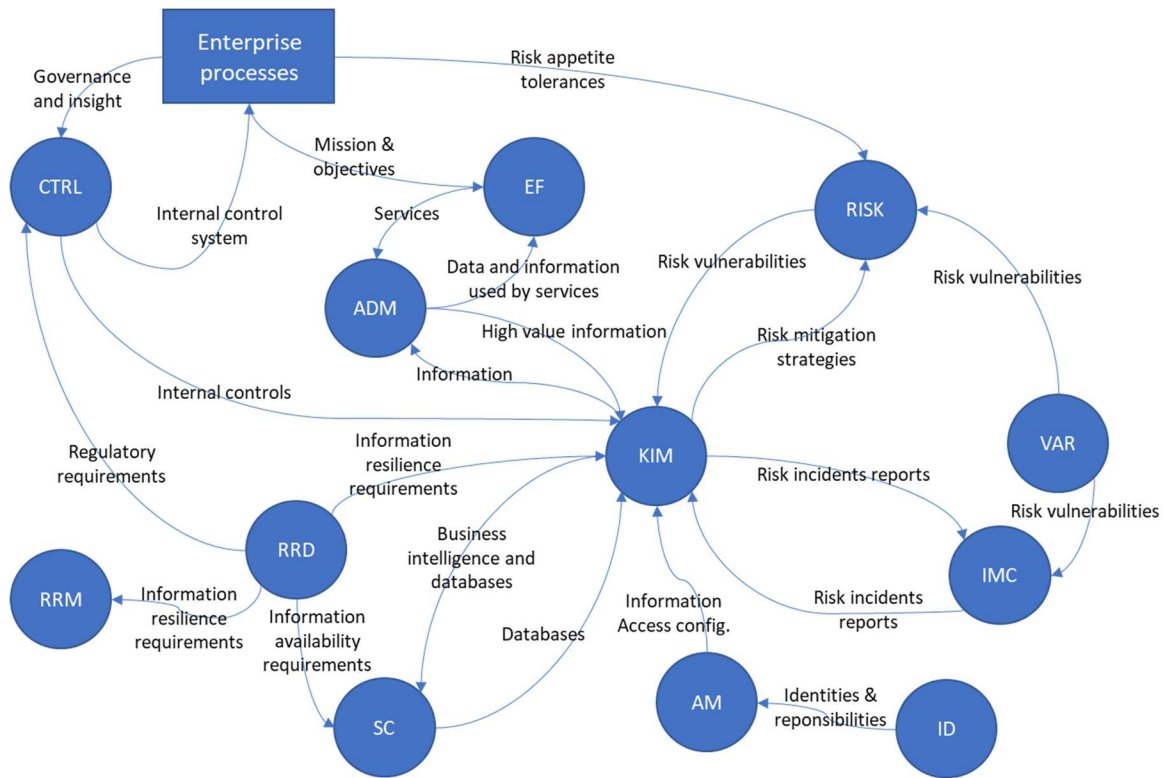 Enterprise
processes
Governance
and insight
Risk appetite
tolerances
Mission &
objectives
CTRL
EF
RISK
Services
Internal control
system
Data and information
used by services
Risk vulnerabilities
Risk vulnerabilities
ADM
High value information
Risk mitigation
strategies
Information
Internal controls
Information
resilience
requirements
Regulatory
requirements
KIM
VAR
Risk incidents reports
Risk vulnerabilities
Business
intelligence and
databases
RRD
IMC
RRM
Information
resilience
requirements
Information
availability
requirements
Databases
Information
Access config.
Risk incidents
reports
SC
AM
Identities &
reponsibilities
ID